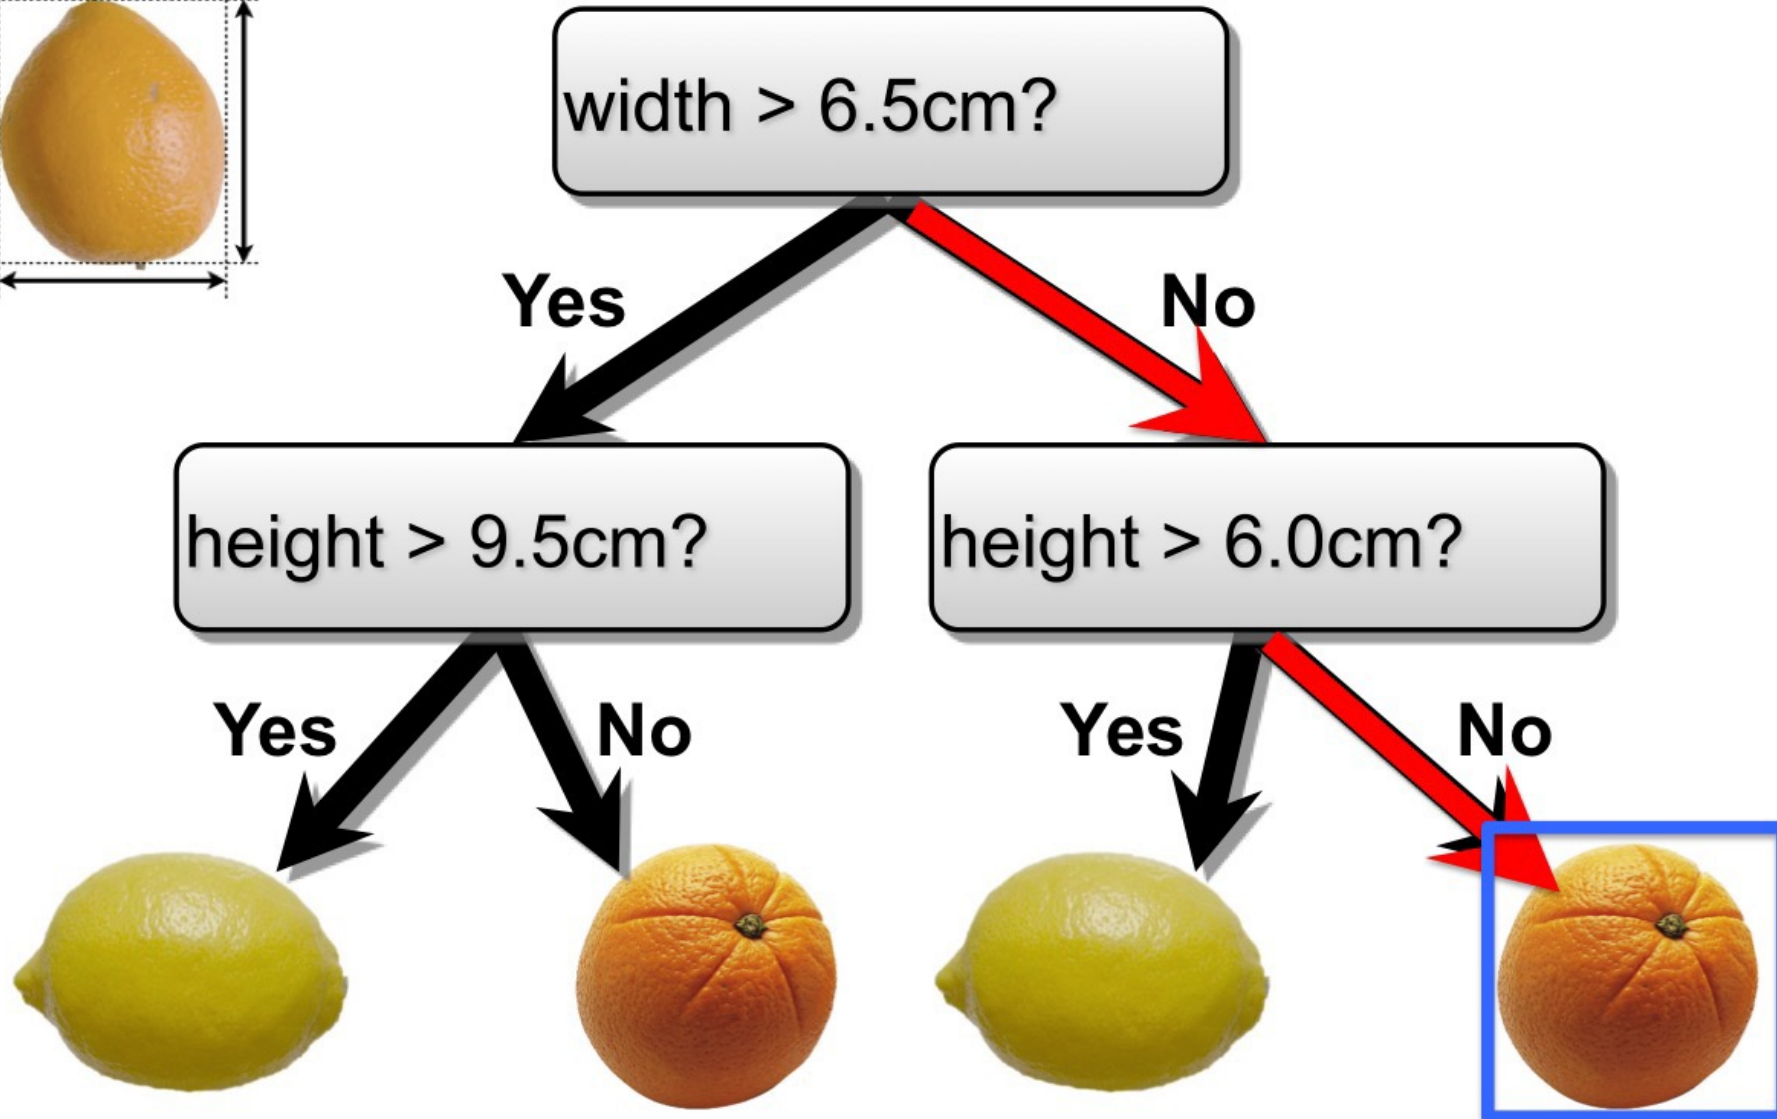 width > 6.5cm?
Yes
No
height > 9.5cm?
height > 6.0cm?
Yes
No
Yes
No